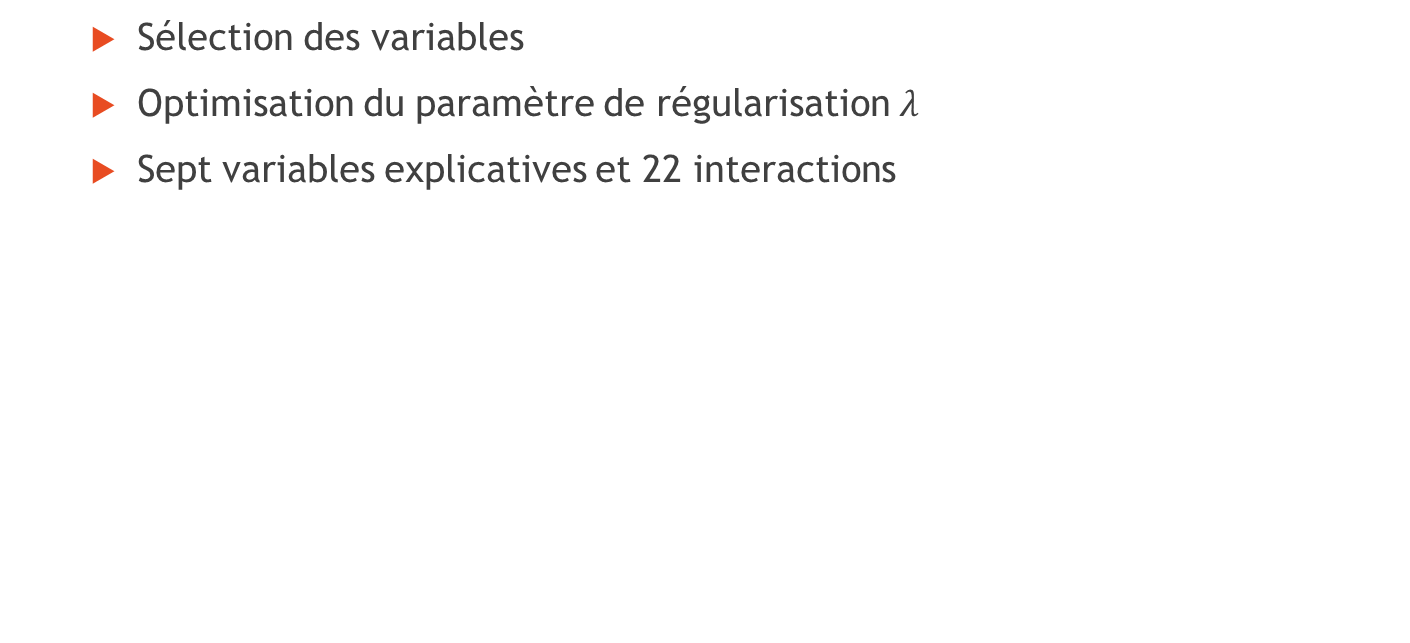 Sélection des variables
Optimisation du paramètre de régularisation λ
Sept variables explicatives et 22 interactions